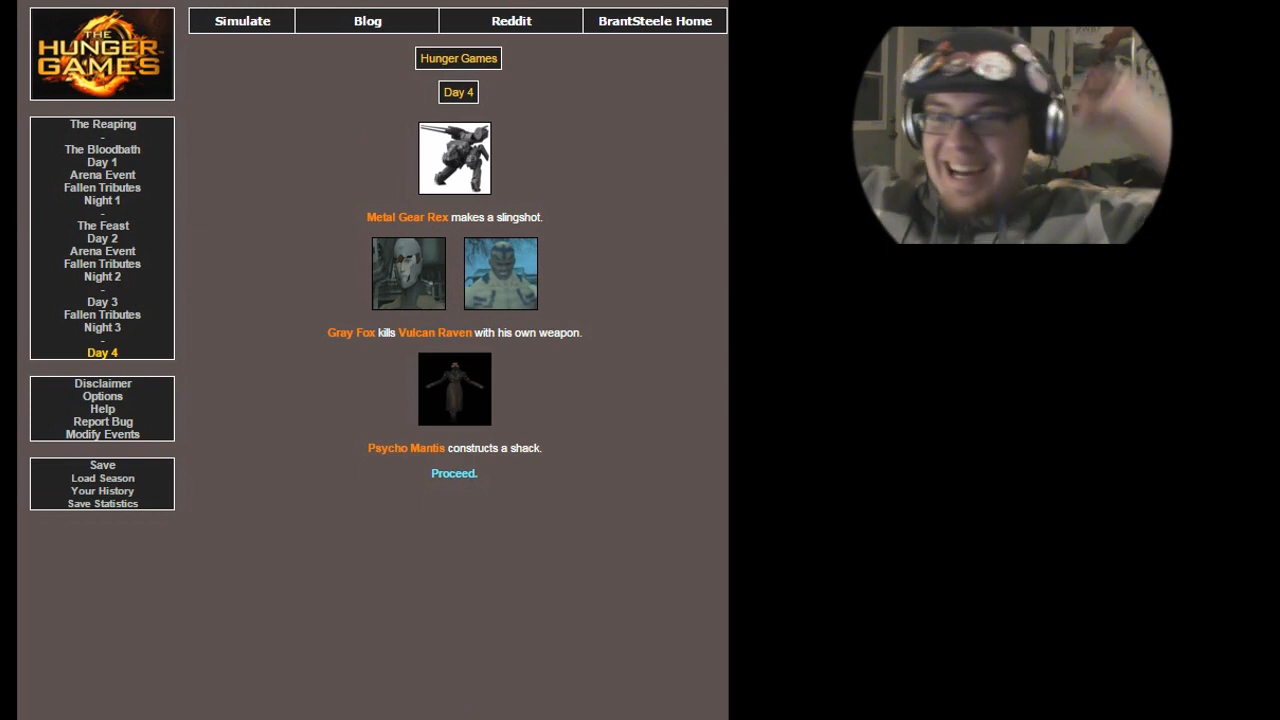 THE
HUNGER
GAMES
Simulate
Blog
Reddit
BrantSteele Home
Hunger Games
Day 4
The Reaping
-
The Bloodbath
Day 1
Arena Event
Fallen Tributes
Night 1
-
The Feast
Day 2
Arena Event
Fallen Tributes
Night 2
-
Day 3
Fallen Tributes
Night 3
-
Day 4
Disclaimer
Options
Help
Report Bug
Modify Events
Save
Load Season
Your History
Save Statistics
Metal Gear Rex makes a slingshot.
Gray Fox kills Vulcan Raven with his own weapon.
Psycho Mantis constructs a shack.
Proceed.